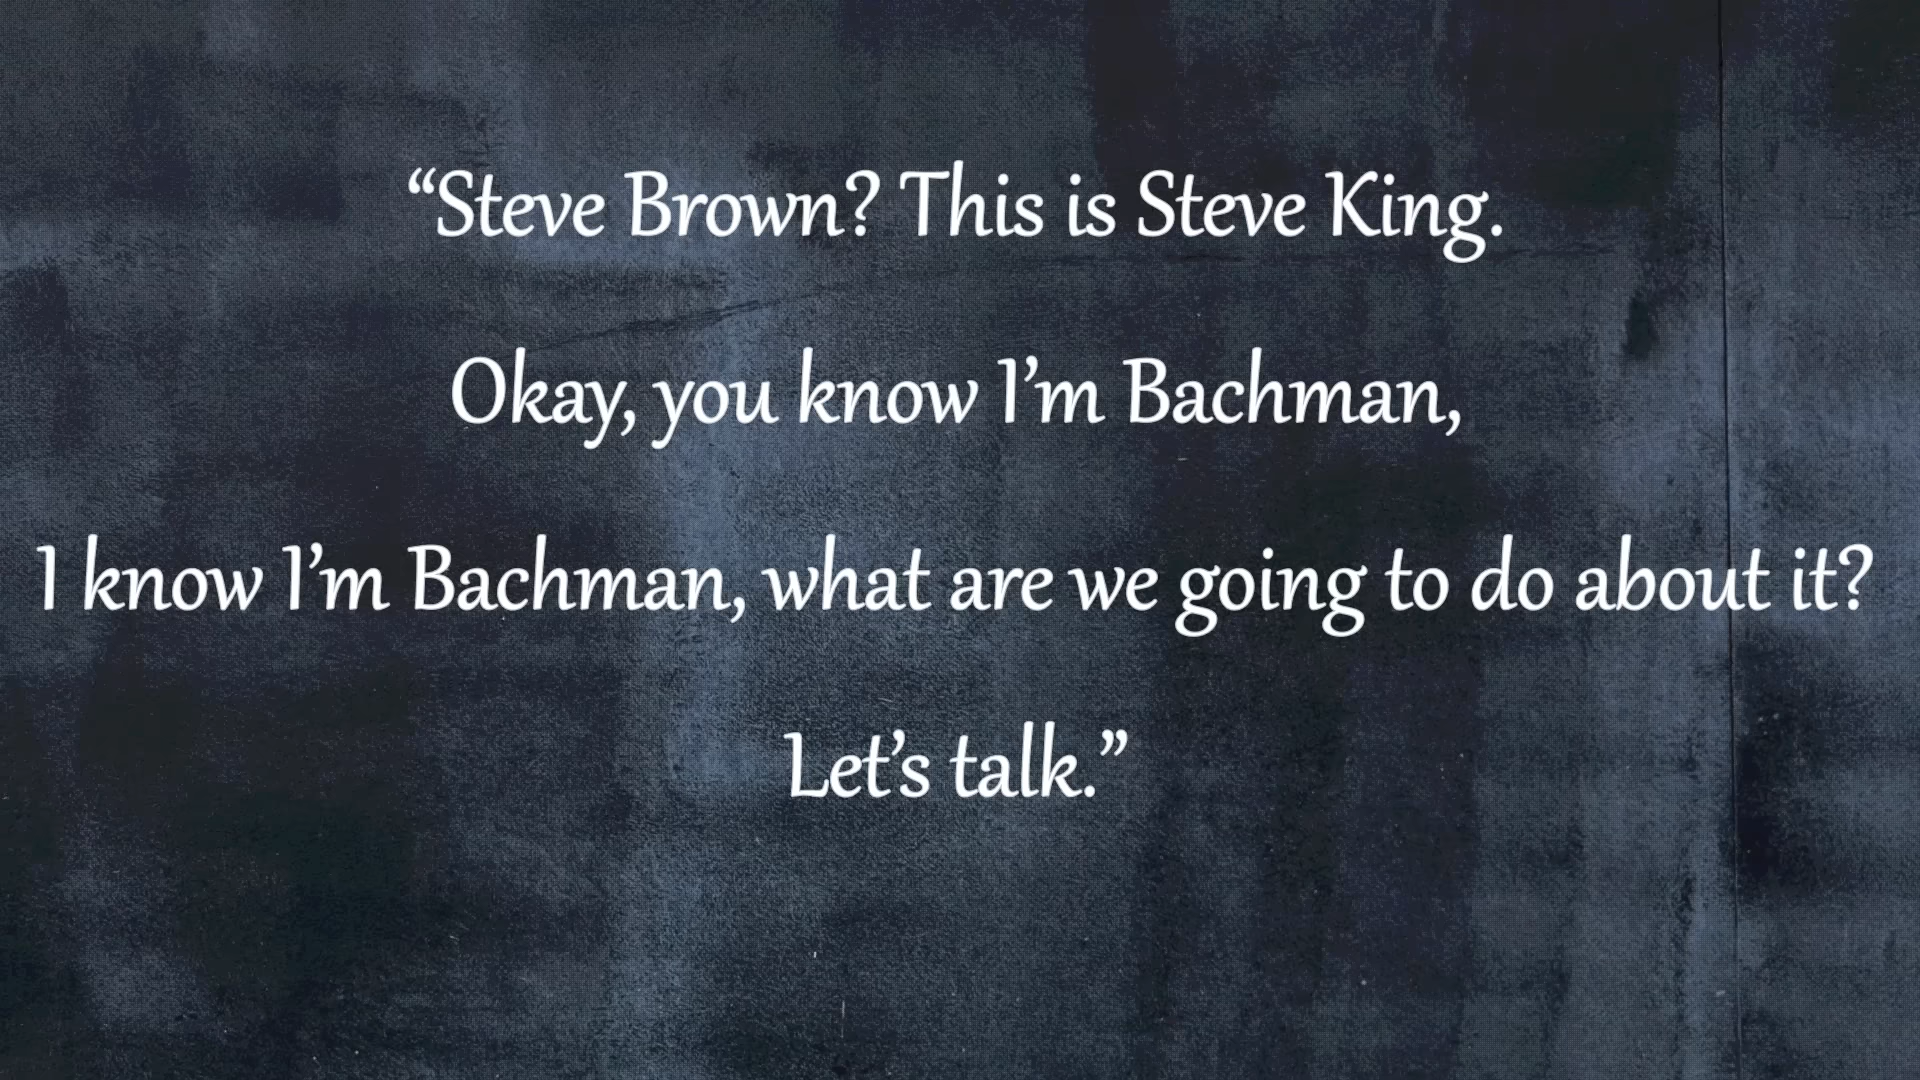 “Steve Brown? This is Steve King.
Okay, you know I’m Bachman,
I know I’m Bachman, what are we going to do about it?
Let’s talk.”